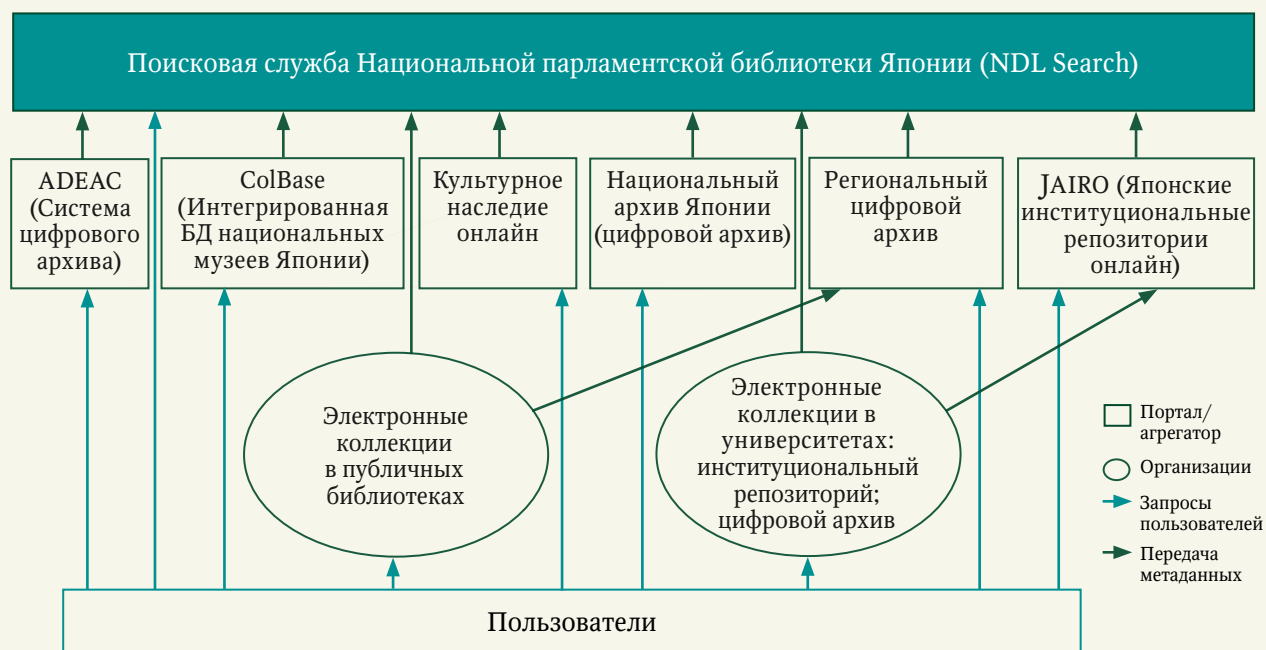 Поисковая служба Национальной парламентской библиотеки Японии (NDL Search)
ADEAC
(Система
цифрового
архива)
ColBase
(Интегрированная
БД национальных
музеев Японии)
Культурное
наследие
онлайн
Национальный
архив Японии
(цифровой архив)
Региональный
цифровой
архив
JAIRO (Японские
институциональные
репозитории
онлайн)
Электронные
коллекции
в публичных
библиотеках
Электронные
коллекции в
университетах:
институциональный
репозиторий;
цифровой архив
Портал/
агрегатор
Организации
Запросы
пользователей
Передача
метаданных
Пользователи